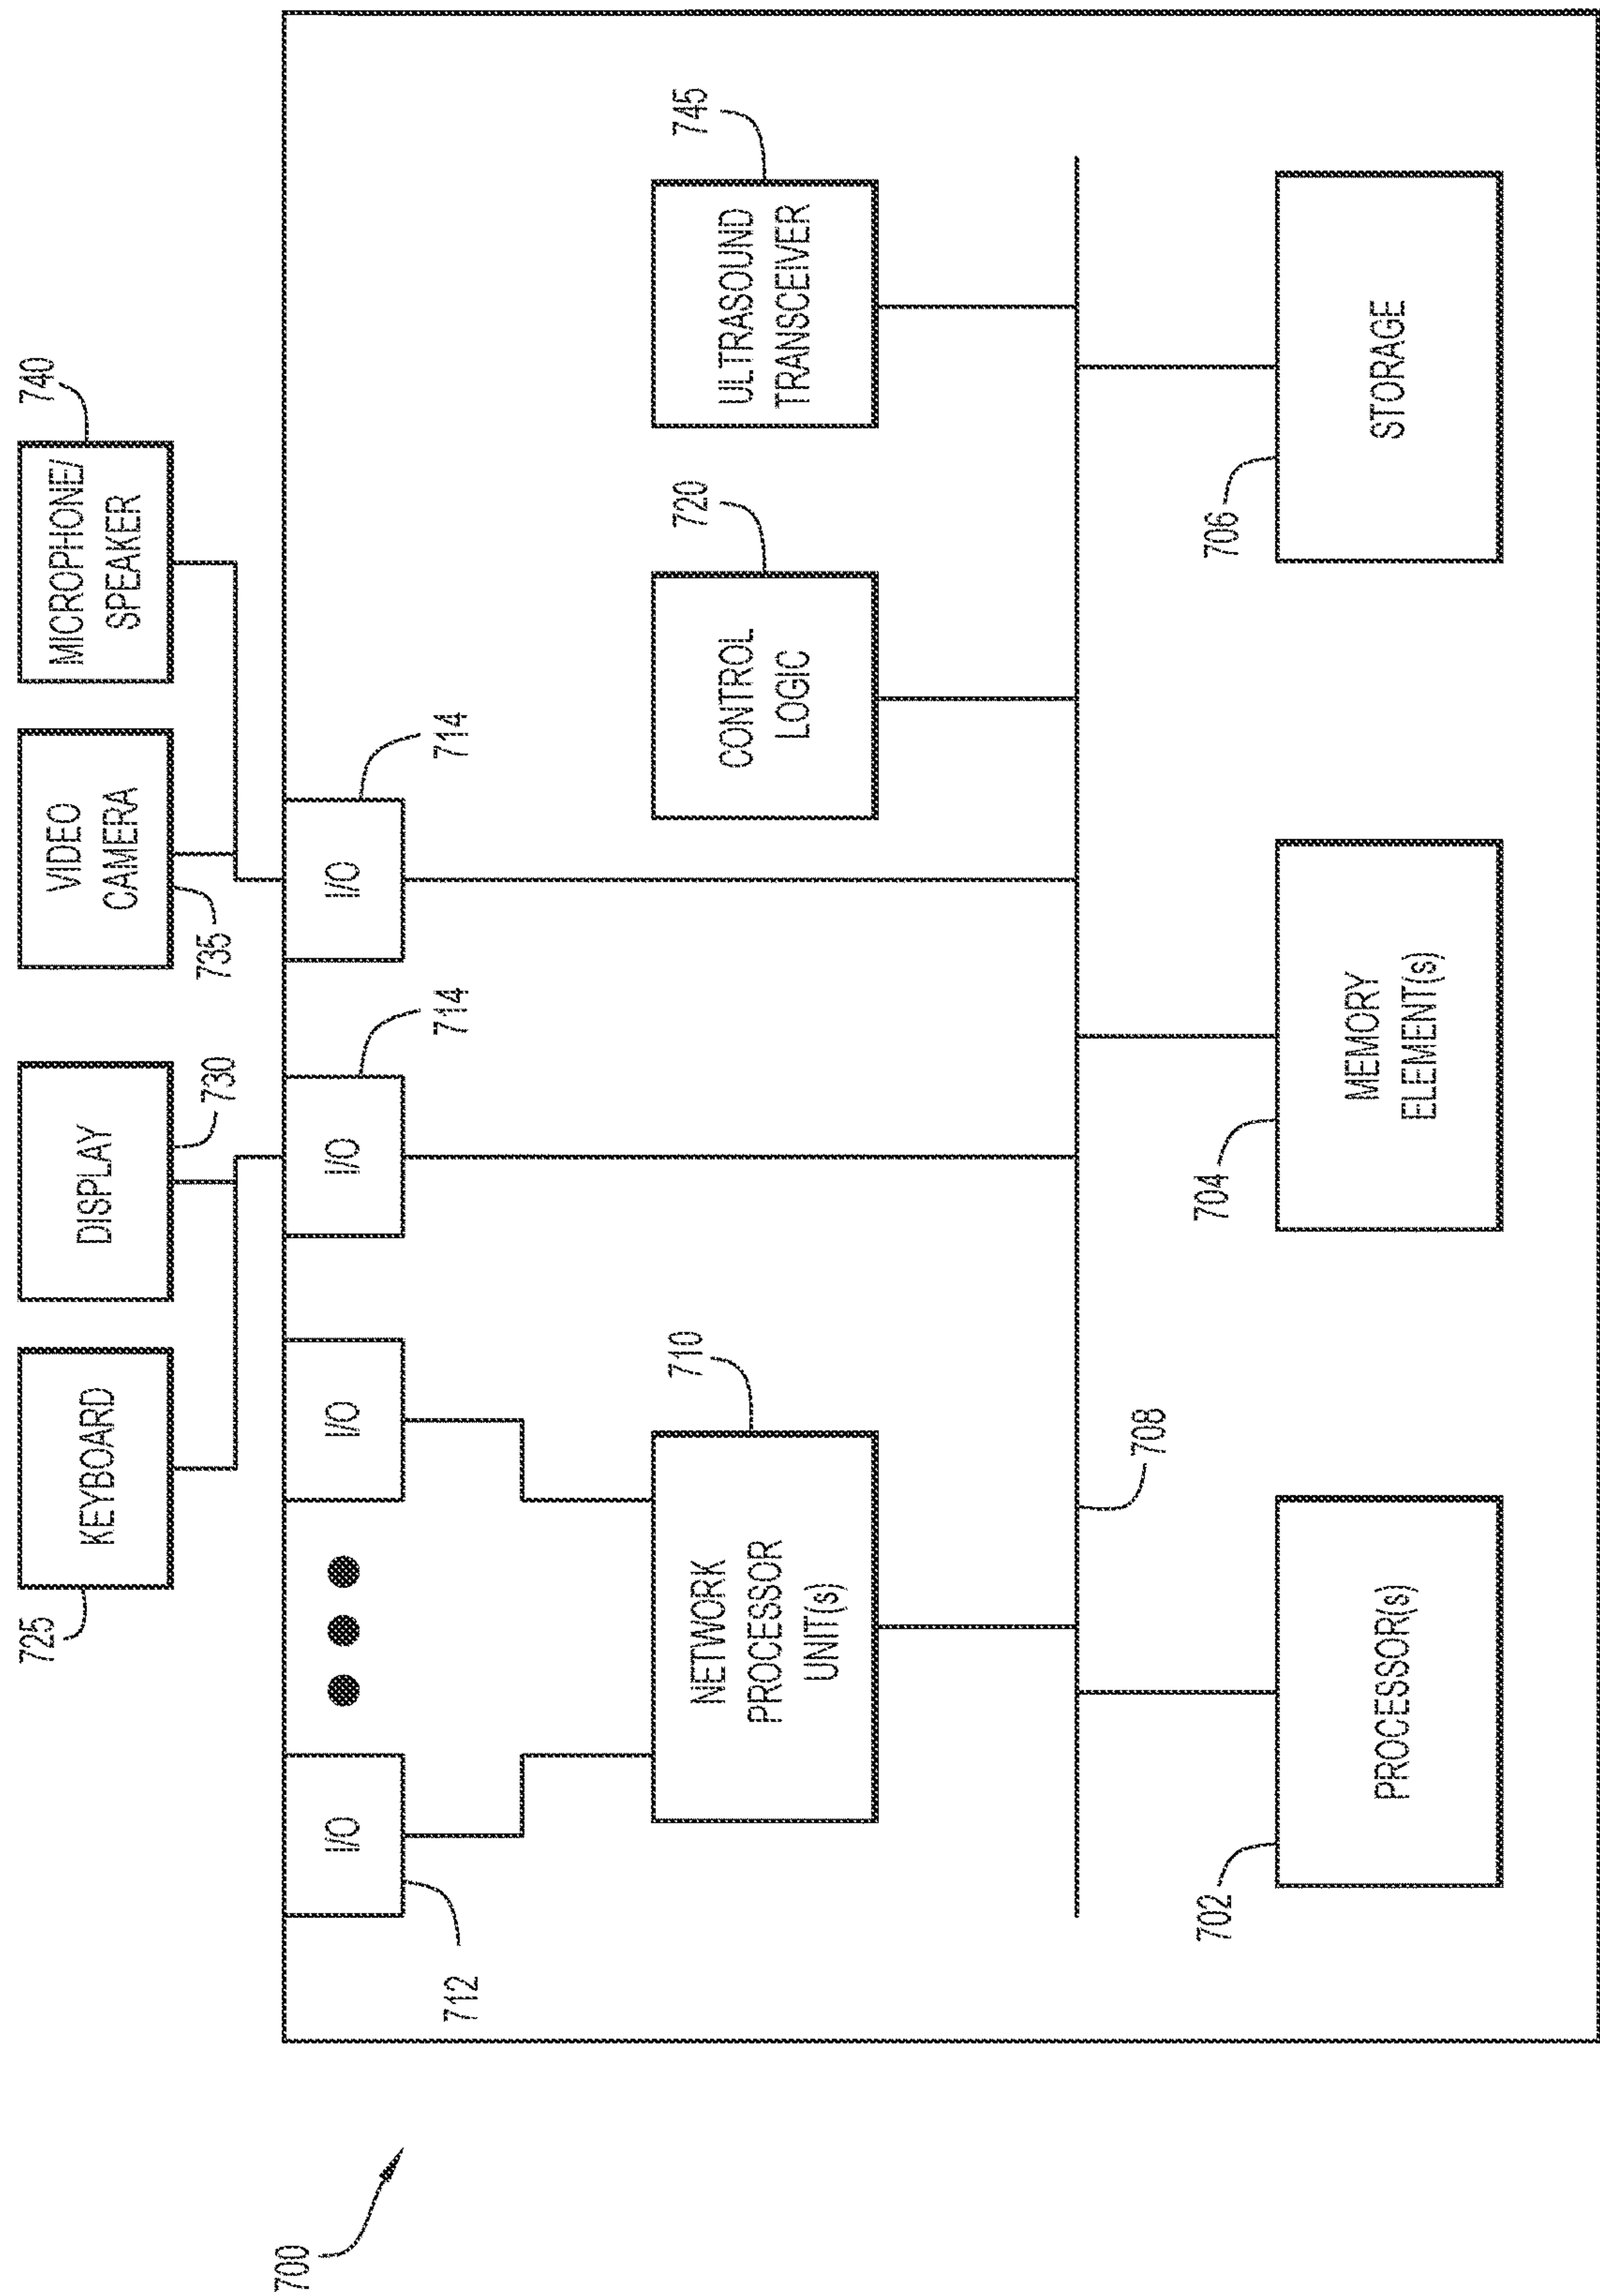 700
KEYBOARD
725
DISPLAY
730
VIDEO
CAMERA
735
MICROPHONE/
SPEAKER
740
I/O
712
I/O
I/O
714
I/O
714
NETWORK
PROCESSOR
UNIT(s)
710
CONTROL
LOGIC
720
ULTRASOUND
TRANSCEIVER
745
708
PROCESSOR(s)
702
MEMORY
ELEMENT(s)
704
STORAGE
706